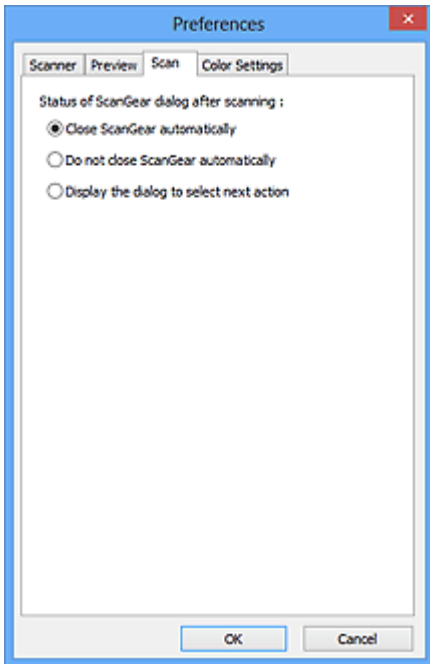 Preferences
Scanner Preview Scan Color Settings
Status of ScanGear dialog after scanning :
Close ScanGear automatically
Do not close ScanGear automatically
Display the dialog to select next action
OK Cancel